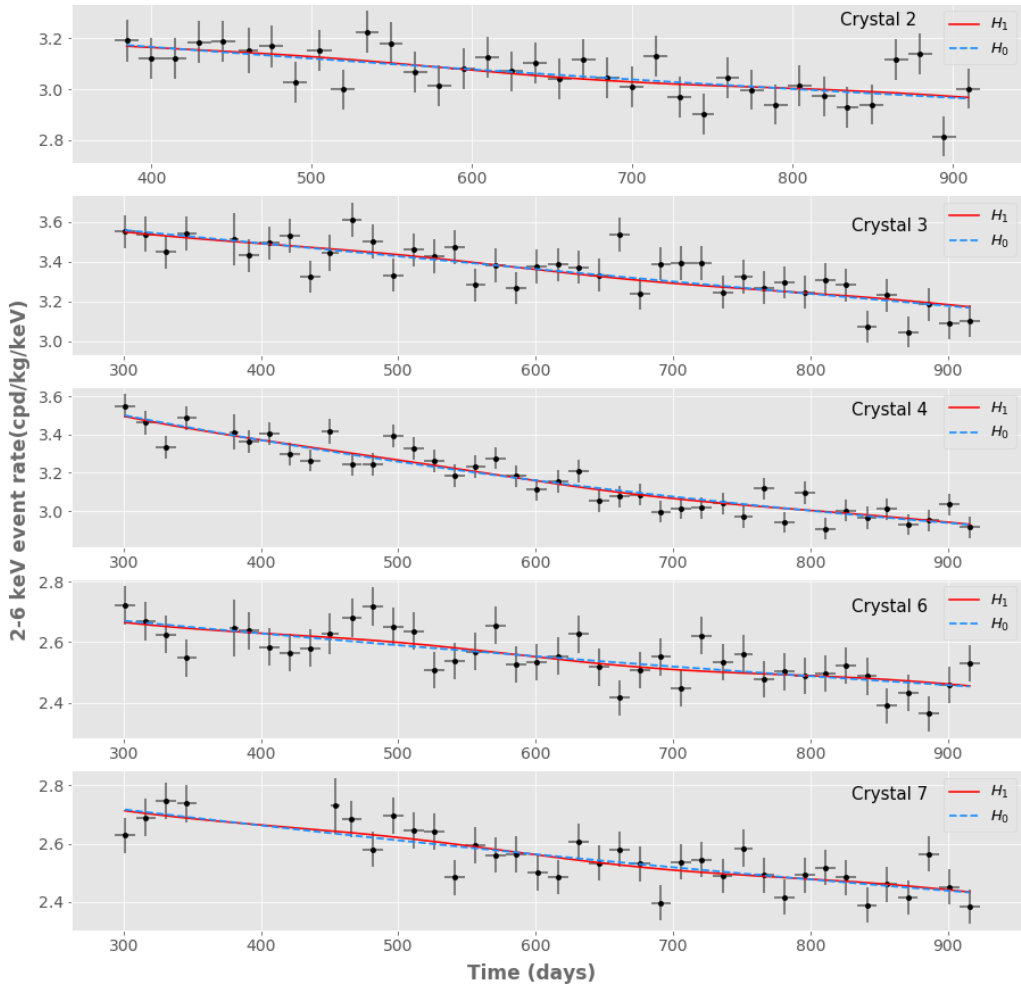 Crystal 2
H1
H0
3.2
3.0
2.8
400 500 600 700 800 900
Crystal 3
H1
H0
3.6
3.4
3.2
3.0
300 400 500 600 700 800 900
Crystal 4
H1
H0
3.6
3.4
3.2
3.0
2.8
300 400 500 600 700 800 900
Crystal 6
H1
H0
2.8
2.6
2.4
300 400 500 600 700 800 900
Crystal 7
H1
H0
2.8
2.6
2.4
300 400 500 600 700 800 900
2-6 keV event rate(cpd/kg/keV)
Time (days)